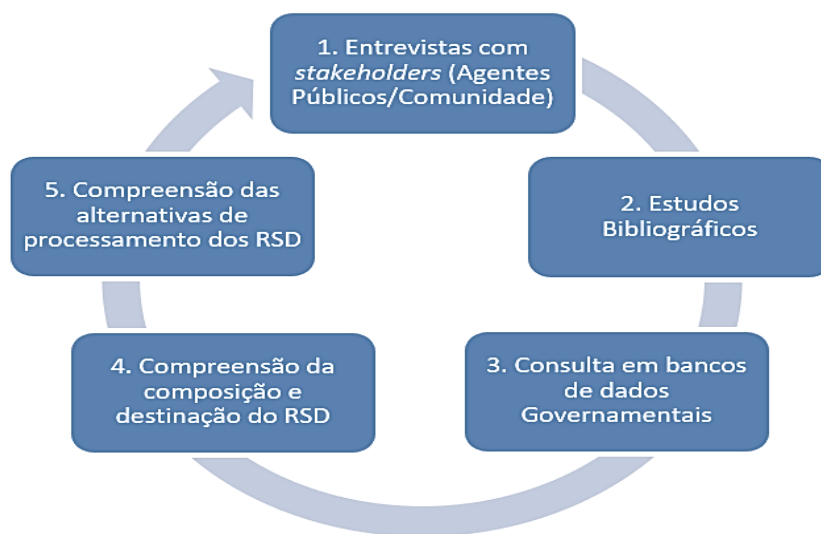 1. Entrevistas com
stakeholders (Agentes
Públicos/Comunidade)
2. Estudos
Bibliográficos
3. Consulta em bancos
de dados
Governamentais
4. Compreensão da
composição e
destinação do RSD
5. Compreensão das
alternativas de
processamento dos RSD